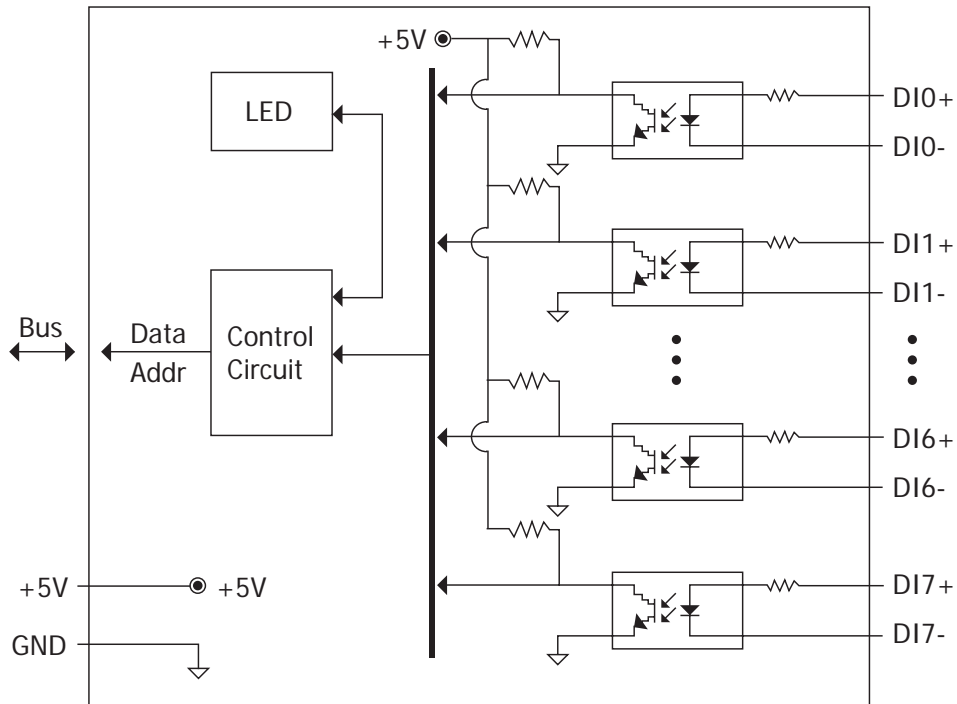 +5V
LED
DI0+
DI0-
DI1+
DI1-
Bus
Data
Addr
Control
Circuit
DI6+
DI6-
+5V
+5V
DI7+
DI7-
GND